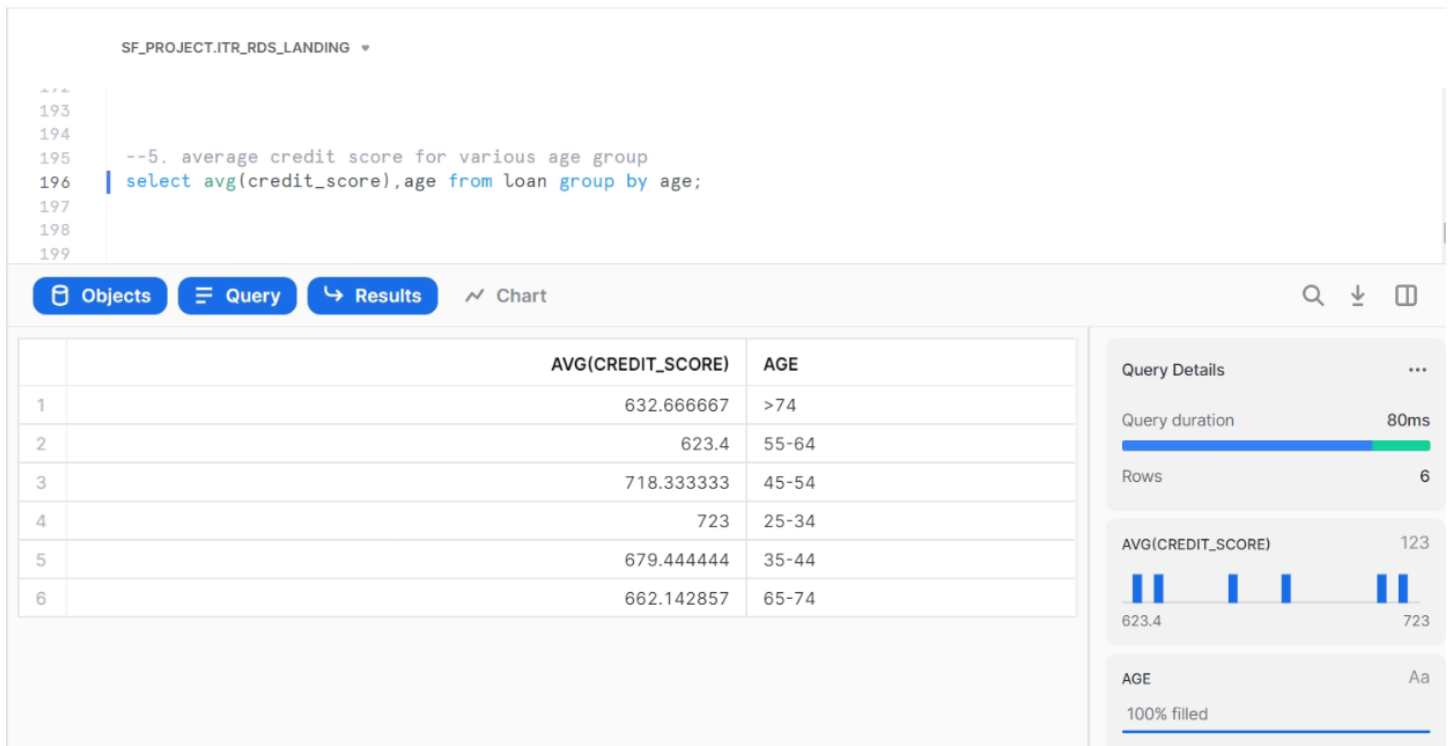 SF_PROJECT.ITR_RDS_LANDING
193
194
195 --5. average credit score for various age group
196 select avg(credit_score),age from loan group by age;
197
198
199
Objects Query Results Chart
AVG(CREDIT_SCORE) AGE
1 632.666667 >74
2 623.4 55-64
3 718.333333 45-54
4 723 25-34
5 679.444444 35-44
6 662.142857 65-74
Query Details ...
Query duration 80ms
Rows 6
AVG(CREDIT_SCORE) 123
623.4 723
AGE Aa
100% filled